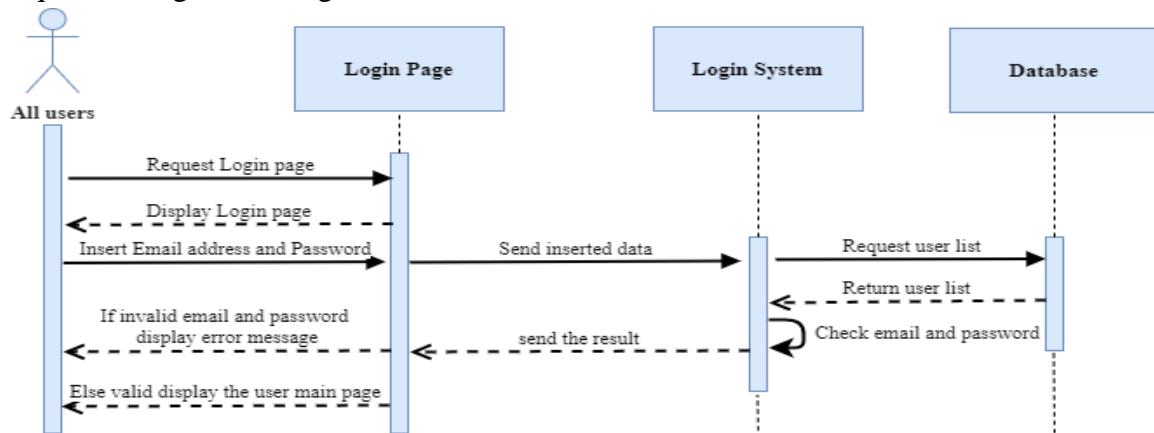 Login Page
Login System
Database
All users
Request Login page
Display Login page
Insert Email address and Password
Send inserted data
Request user list
Return user list
If invalid email and password
display error message
send the result
Check email and password
Else valid display the user main page